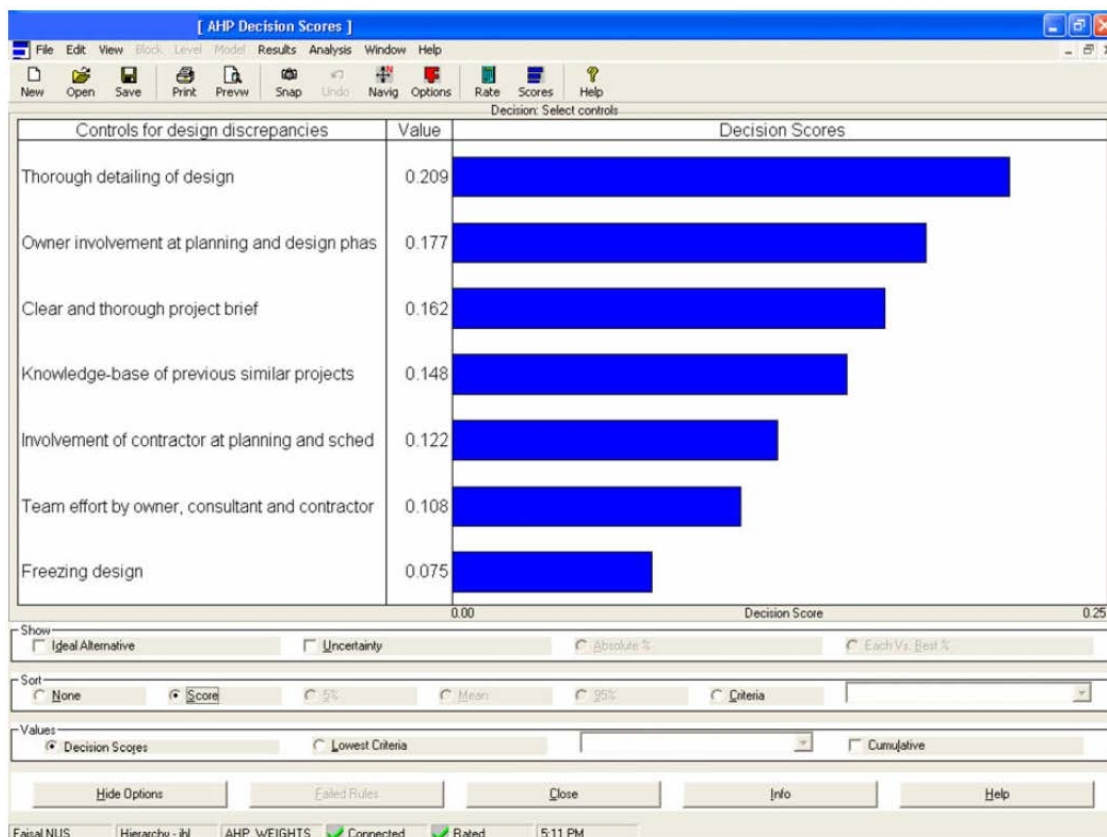 [ AHP Decision Scores ]
File Edit View Block Level Model Results Analysis Window Help
New Open Save Print Prevw Snap Undo Navig Options Rate Scores Help
Decision: Select controls
Controls for design discrepancies Value Decision Scores
Thorough detailing of design 0.209
Owner involvement at planning and design phas 0.177
Clear and thorough project brief 0.162
Knowledge-base of previous similar projects 0.148
Involvement of contractor at planning and sched 0.122
Team effort by owner, consultant and contractor 0.108
Freezing design 0.075
0.00 Decision Score 0.25
Show
Ideal Alternative Uncertainty Absolute % Each Vs. Best %
Sort
None Score 5% Mean 95% Criteria
Values
Decision Scores Lowest Criteria Cumulative
Hide Options Failed Rules Close Info Help
Faisal NUS Hierarchy - ihl AHP_WEIGHTS Connected Rated 5:11 PM